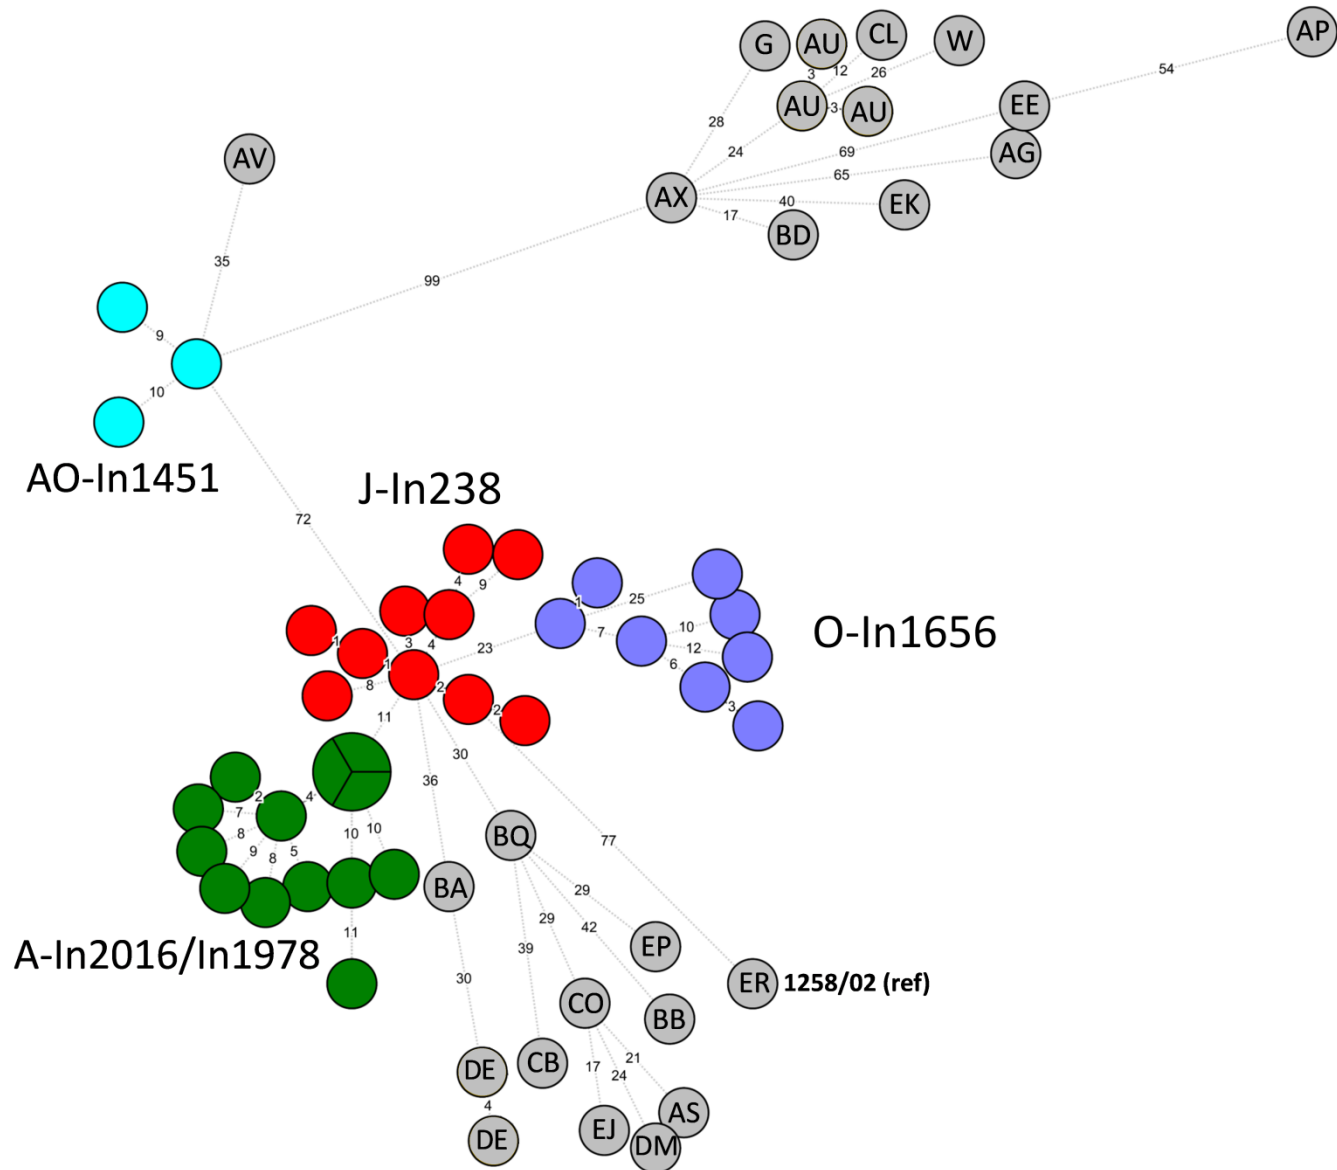 AP
G
AU
CL
W
54
3
12
26
AU
3
AU
EE
28
24
69
AG
AV
65
AX
40
EK
17
BD
35
99
9
10
AO-In1451
J-In238
72
4
9
1
25
10
O-In1656
7
12
3
4
23
6
1
1
8
2
2
3
11
30
36
77
2
4
7
8
9
8
5
10
10
BQ
BA
29
29
42
39
EP
A-In2016/In1978
11
30
CO
BB
ER
1258/02 (ref)
DE
CB
17
24
21
4
DE
EJ
DM
AS